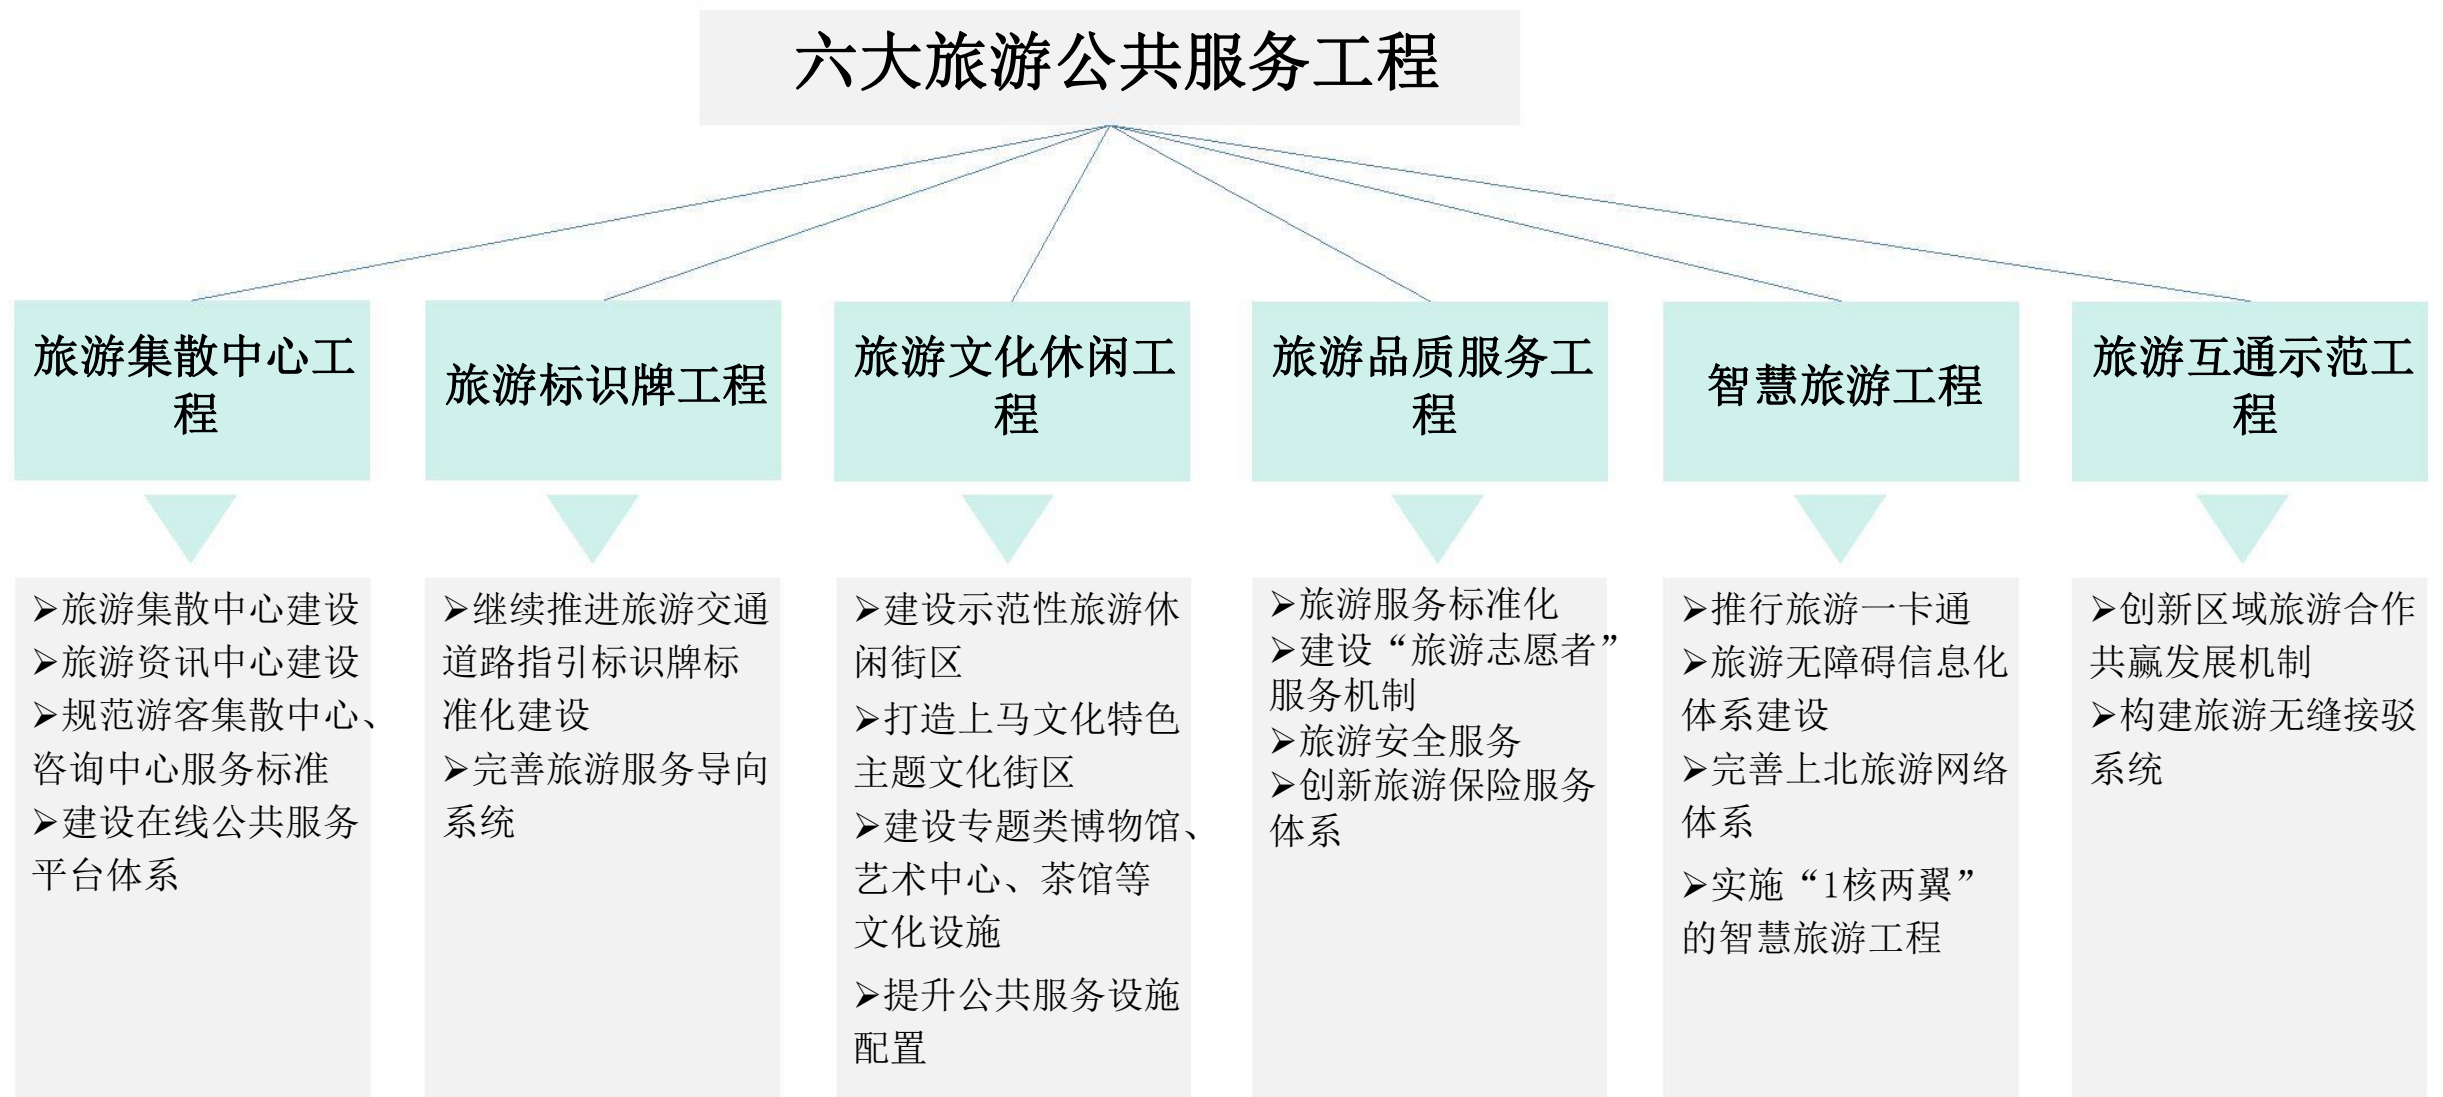 六大旅游公共服务工程
旅游集散中心工
程
旅游标识牌工程
旅游文化休闲工
程
旅游品质服务工
程
智慧旅游工程
旅游互通示范工
程
➢旅游集散中心建设
➢旅游资讯中心建设
➢规范游客集散中心、
咨询中心服务标准
➢建设在线公共服务
平台体系
➢继续推进旅游交通
道路指引标识牌标
准化建设
➢完善旅游服务导向
系统
➢建设示范性旅游休
闲街区
➢打造上马文化特色
主题文化街区
➢建设专题类博物馆、
艺术中心、茶馆等
文化设施
➢提升公共服务设施
配置
➢旅游服务标准化
➢建设“旅游志愿者”
服务机制
➢旅游安全服务
➢创新旅游保险服务
体系
➢推行旅游一卡通
➢旅游无障碍信息化
体系建设
➢完善上北旅游网络
体系
➢实施“1核两翼”
的智慧旅游工程
➢创新区域旅游合作
共赢发展机制
➢构建旅游无缝接驳
系统